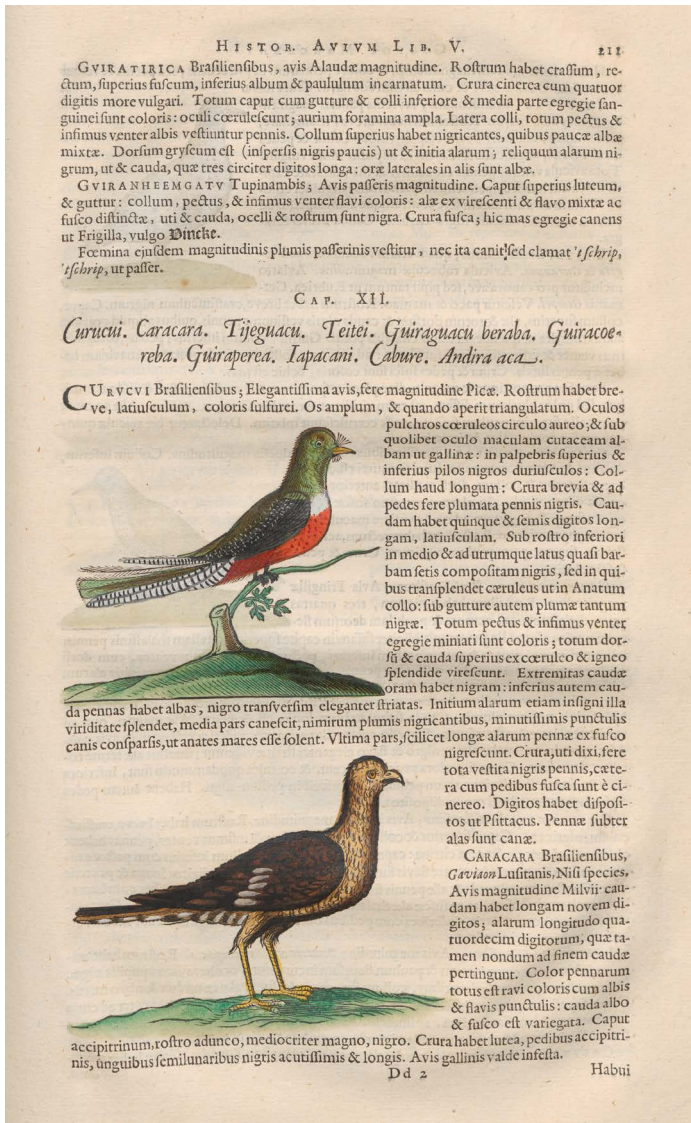 HISTOR. AVIVM LIB. V. 211
GVIRATIRICA Brasiliensibus, avis Alaudæ magnitudine. Rostrum habet crassum, re-
ctum, superius fuscum, inferius album & paululum incarnatum. Crura cinerea cum quatuor
digitis more vulgari. Totum caput cum gutture & colli inferiore & media parte egregie san-
guinei sunt coloris: oculi cœrulescunt; aurium foramina ampla. Latera colli, totum pectus &
infimus venter albis vestiuntur pennis. Collum superius habet nigricantes, quibus paucæ albæ
mixtæ. Dorsum gryseum est (inspersis nigris paucis) ut & initia alarum; reliquum alarum ni-
grum, ut & cauda, quæ tres circiter digitos longa: oræ laterales in alis sunt albæ.
GVIRANHEEMGATV Tupinambis; Avis passeris magnitudine. Caput superius luteum,
& guttur: collum, pectus, & infimus venter flavi coloris: alæ ex virescenti & flavo mixtæ ac
fusco distinctæ, uti & cauda, ocelli & rostrum sunt nigra. Crura fusca; hic mas egregie canens
ut Frigilla, vulgo Vincke.
Fœmina ejusdem magnitudinis plumis passerinis vestitur, nec ita canit, sed clamat 'tschrip,
'tschrip, ut passer.
CAP. XII.
Curucui. Caracara. Tijeguacu. Teitei. Guiraguacu beraba. Guiracoe-
reba. Guiraperea. Iapacani. Cabure. Andira aca.
CURVCVI Brasiliensibus; Elegantissima avis, fere magnitudine Picæ. Rostrum habet bre-
ve, latiusculum, coloris sulfurei. Os amplum, & quando aperit triangulatum. Oculos
pulchros cœruleos circulo aureo; & sub
quolibet oculo maculam cutaceam al-
bam ut gallinæ: in palpebris superius &
inferius pilos nigros duriusculos: Col-
lum haud longum: Crura brevia & ad
pedes fere plumata pennis nigris. Cau-
dam habet quinque & semis digitos lon-
gam, latiusculam. Sub rostro inferiori
in medio & ad utrumque latus quasi bar-
bam setis compositam nigris, sed in qui-
bus transplendet cæruleus ut in Anatum
collo: sub gutture autem plumæ tantum
nigræ. Totum pectus & infimus venter
egregie miniati sunt coloris; totum dor-
sū & cauda superius ex cœruleo & igneo
splendide virescunt. Extremitas caudæ
oram habet nigram: inferius autem cau-
da pennas habet albas, nigro transversim eleganter striatas. Initium alarum etiam insigni illa
viriditate splendet, media pars canescit, nimirum plumis nigricantibus, minutissimis punctulis
canis consparsis, ut anates mares esse solent. Vltima pars, scilicet longæ alarum pennæ ex fusco
nigrescunt. Crura, uti dixi, fere
tota vestita nigris pennis, cæte-
ra cum pedibus fusca sunt è ci-
nereo. Digitos habet disposi-
tos ut Psittacus. Pennæ subter
alas sunt canæ.
CARACARA Brasiliensibus,
Gaviaon Lusitanis, Nisi species,
Avis magnitudine Milvii: cau-
dam habet longam novem di-
gitos; alarum longitudo qua-
tuordecim digitorum, quæ ta-
men nondum ad finem caudæ
pertingunt. Color pennarum
totus est ravi coloris cum albis
& flavis punctulis: cauda albo
& fusco est variegata. Caput
accipitrinum, rostro adunco, mediocriter magno, nigro. Crura habet lutea, pedibus accipitri-
nis, unguibus semilunaribus nigris acutissimis & longis. Avis gallinis valde infesta.
Dd 2 Habui